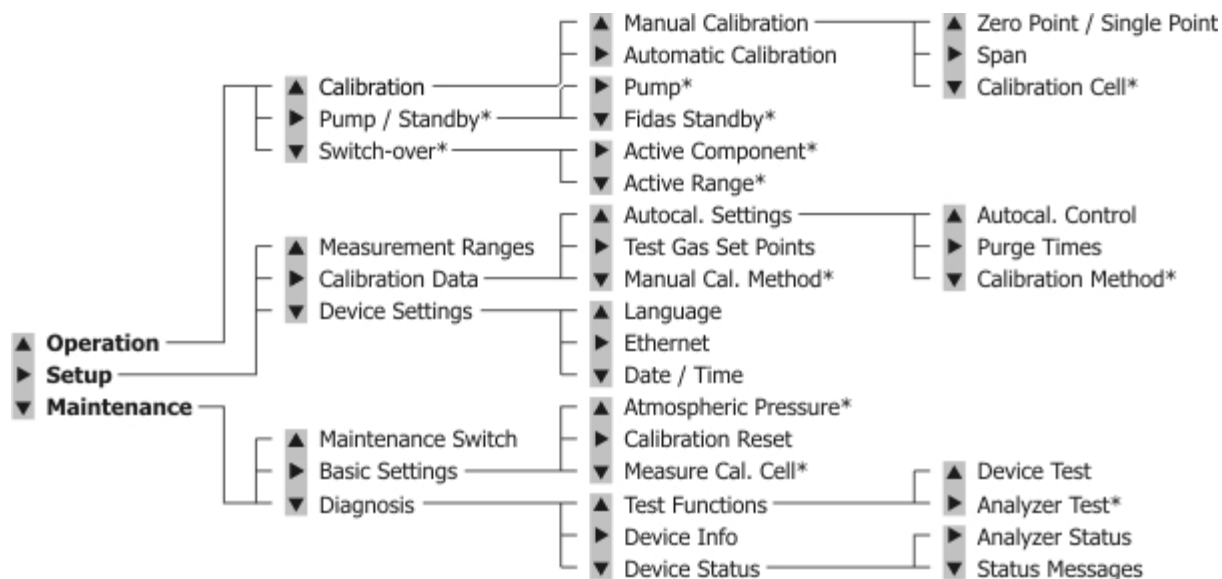 Manual Calibration
Zero Point / Single Point
Automatic Calibration
Span
Calibration
Pump*
Calibration Cell*
Pump / Standby*
Fidas Standby*
Switch-over*
Active Component*
Active Range*
Autocal. Settings
Autocal. Control
Measurement Ranges
Test Gas Set Points
Purge Times
Calibration Data
Manual Cal. Method*
Calibration Method*
Device Settings
Language
Operation
Ethernet
Setup
Date / Time
Maintenance
Atmospheric Pressure*
Maintenance Switch
Calibration Reset
Basic Settings
Measure Cal. Cell*
Device Test
Diagnosis
Test Functions
Analyzer Test*
Device Info
Analyzer Status
Device Status
Status Messages